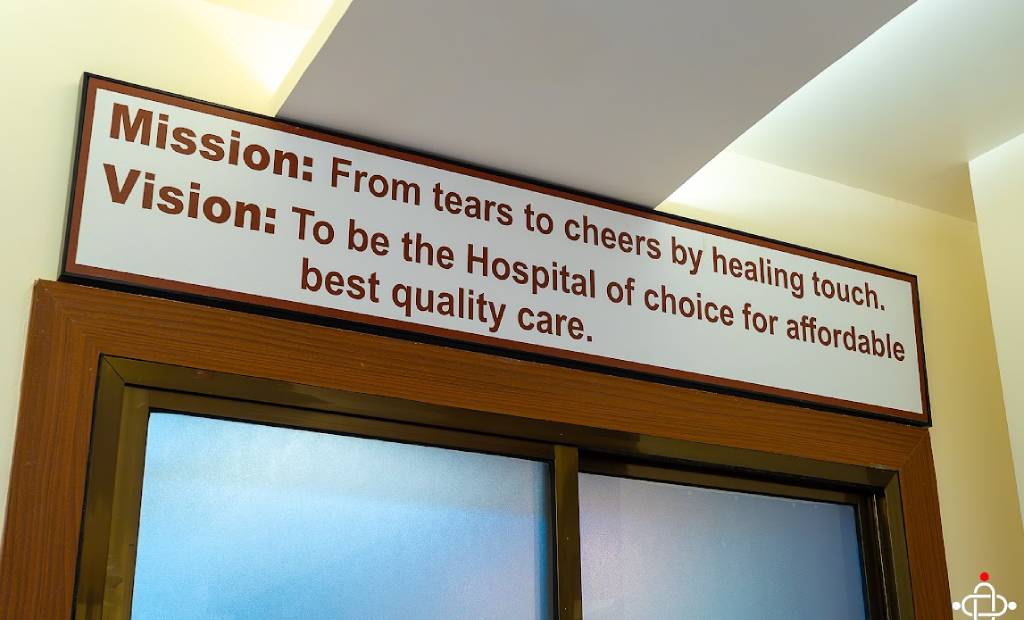 Mission: From tears to cheers by healing touch.
Vision: To be the Hospital of choice for affordable
best quality care.